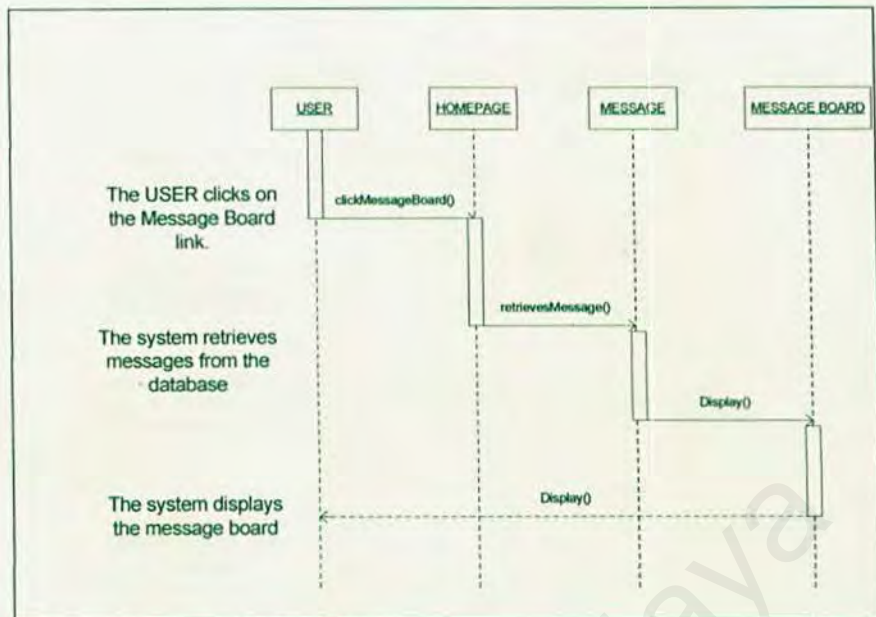 USER
HOMEPAGE
MESSAGE
MESSAGE BOARD
The USER clicks on
the Message Board
link.
clickMessageBoard()
retrievesMessage()
The system retrieves
messages from the
database
Display()
Display()
The system displays
the message board
aya